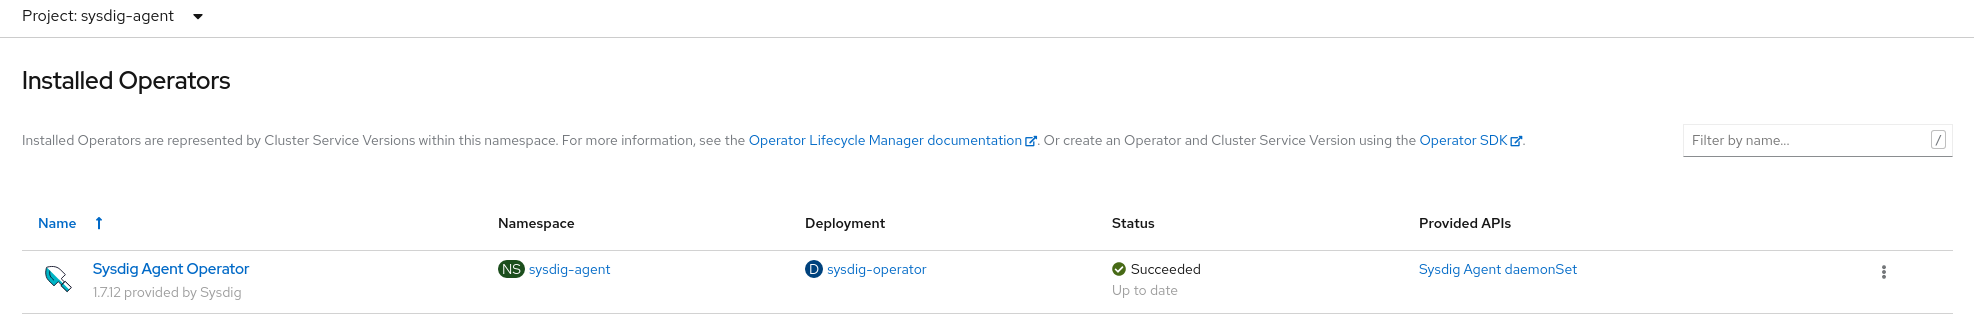 Project: sysdig-agent
Installed Operators
Installed Operators are represented by Cluster Service Versions within this namespace. For more information, see the Operator Lifecycle Manager documentation. Or create an Operator and Cluster Service Version using the Operator SDK.
Filter by name...
/
Name Namespace Deployment Status Provided APIs
Sysdig Agent Operator NS sysdig-agent D sysdig-operator Succeeded Sysdig Agent daemonSet
1.7.12 provided by Sysdig Up to date